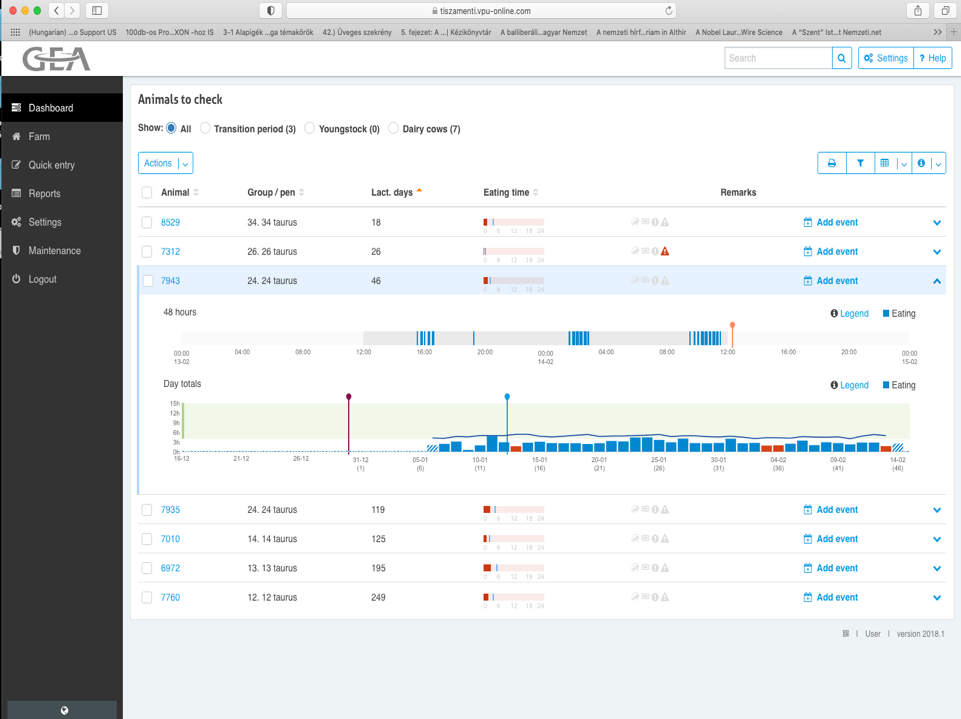 tiszamenti.vpu-online.com
(Hungarian) ...o Support US 100db-os Pro...XON -hoz IS 3-1 Alapigék ...ga témakörök 42.) Üveges szekrény 5. fejezet: A ... | Kézikönyvtár A balliberáli...agyar Nemzet A nemzeti hírf...riam in Althir A Nobel Laur...Wire Science A "Szent" Ist...t Nemzeti.net
GEA
Search Settings ? Help
Dashboard
Farm
Quick entry
Reports
Settings
Maintenance
Logout
Animals to check
Show: All Transition period (3) Youngstock (0) Dairy cows (7)
Actions
Animal Group / pen Lact. days Eating time Remarks
8529 34. 34 taurus 18 Add event
0 6 12 18 24
7312 26. 26 taurus 26 Add event
0 6 12 18 24
7943 24. 24 taurus 46 Add event
0 6 12 18 24
48 hours Legend Eating
00:00 04:00 08:00 12:00 16:00 20:00 00:00 04:00 08:00 12:00 16:00 20:00 00:00
13-02 14-02 15-02
Day totals Legend Eating
15h
12h
9h
6h
3h
0h
16-12 21-12 26-12 31-12 05-01 10-01 15-01 20-01 25-01 30-01 04-02 09-02 14-02
(1) (6) (11) (16) (21) (26) (31) (36) (41) (46)
7935 24. 24 taurus 119 Add event
0 6 12 18 24
7010 14. 14 taurus 125 Add event
0 6 12 18 24
6972 13. 13 taurus 195 Add event
0 6 12 18 24
7760 12. 12 taurus 249 Add event
0 6 12 18 24
| User | version 2018.1